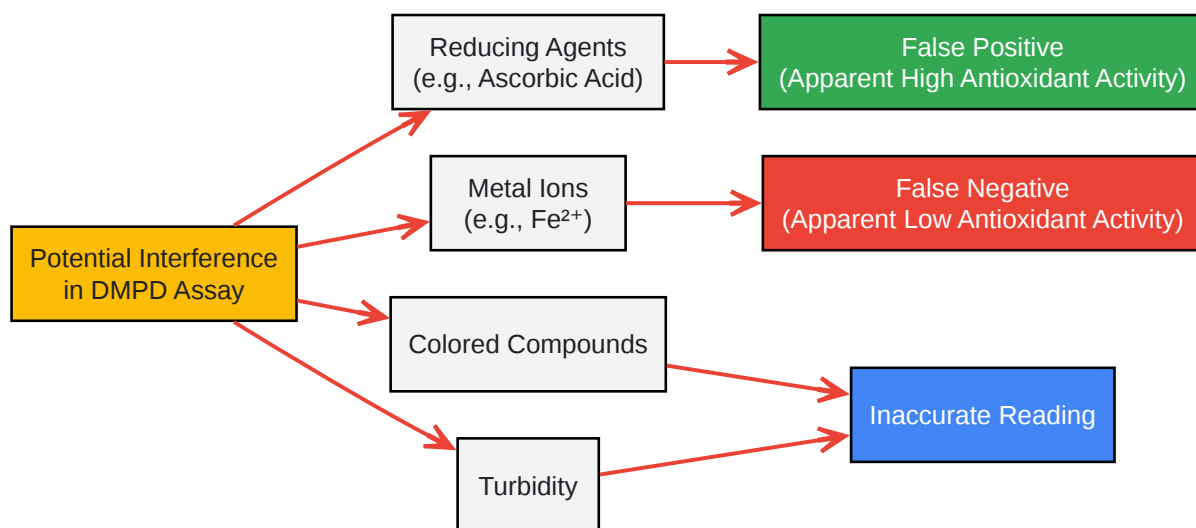 Reducing Agents
(e.g., Ascorbic Acid)
False Positive
(Apparent High Antioxidant Activity)
Metal Ions
(e.g., Fe²⁺)
False Negative
(Apparent Low Antioxidant Activity)
Potential Interference
in DMPD Assay
Colored Compounds
Inaccurate Reading
Turbidity